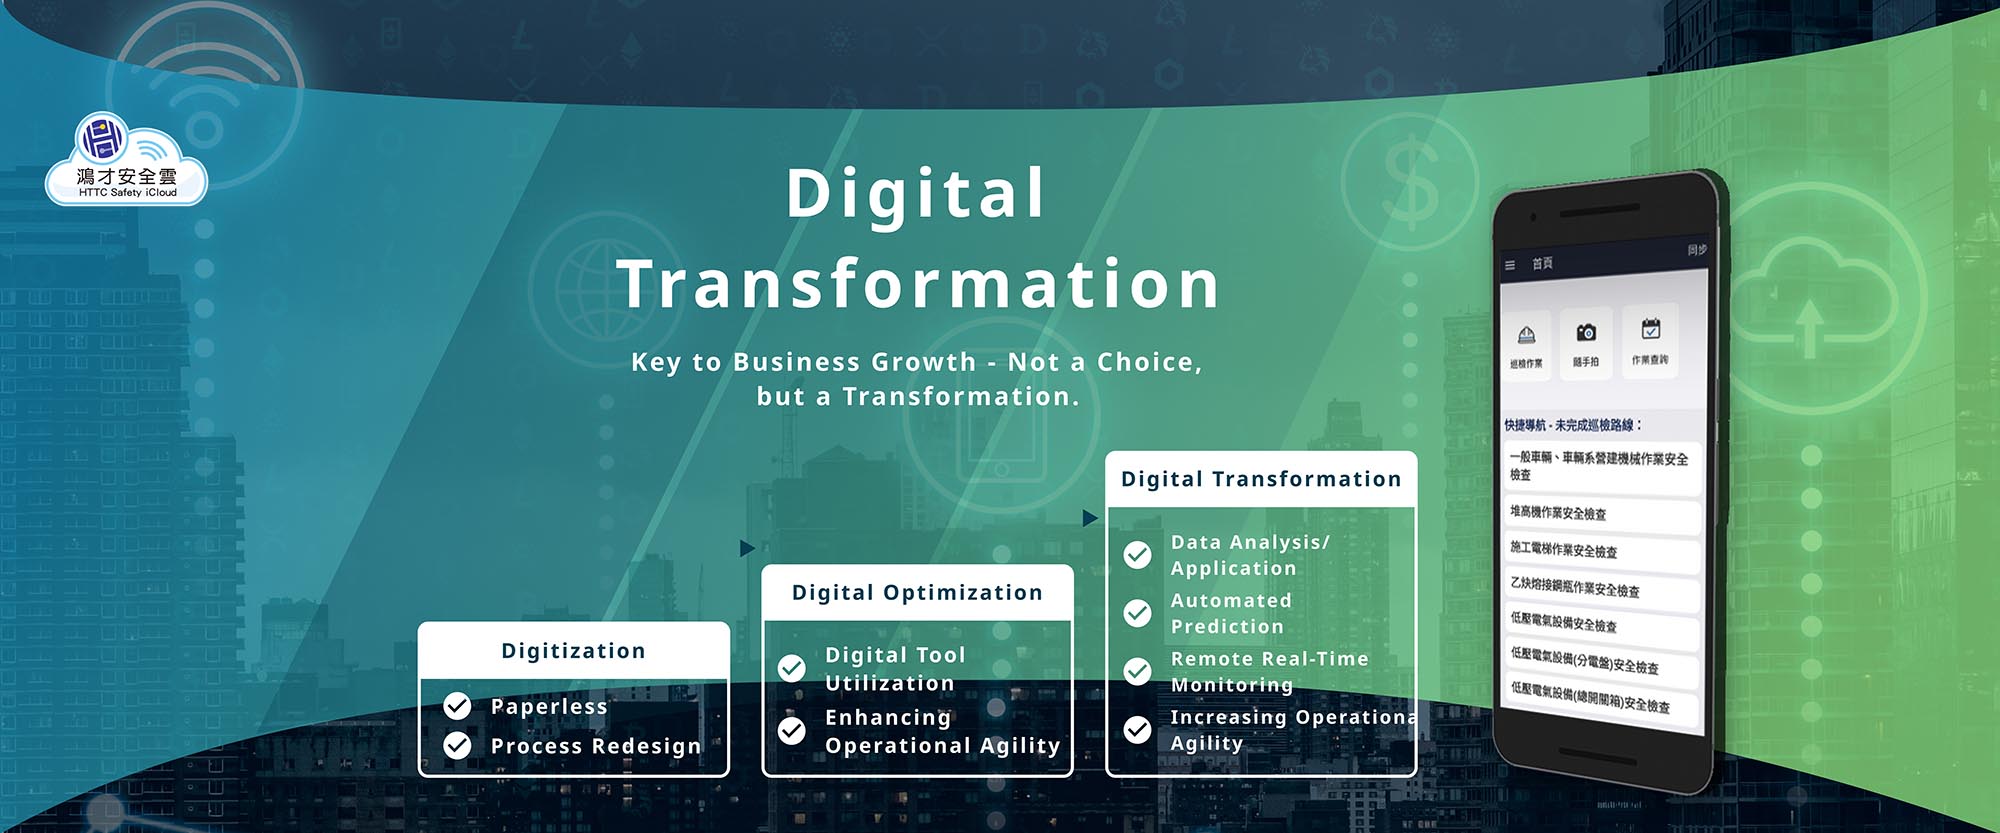 鴻才安全雲
HTTC Safety iCloud
Digital
Transformation
Key to Business Growth - Not a Choice,
but a Transformation.
Digitization
Paperless
Process Redesign
Digital Optimization
Digital Tool
Utilization
Enhancing
Operational Agility
Digital Transformation
Data Analysis/
Application
Automated
Prediction
Remote Real-Time
Monitoring
Increasing Operationa
Agility
首頁
同步
巡檢作業
隨手拍
作業查詢
快捷導航 - 未完成巡檢路線：
一般車輛、車輛系營建機械作業安全
檢查
堆高機作業安全檢查
施工電梯作業安全檢查
乙炔熔接鋼瓶作業安全檢查
低壓電氣設備安全檢查
低壓電氣設備(分電盤)安全檢查
低壓電氣設備(總開關箱)安全檢查